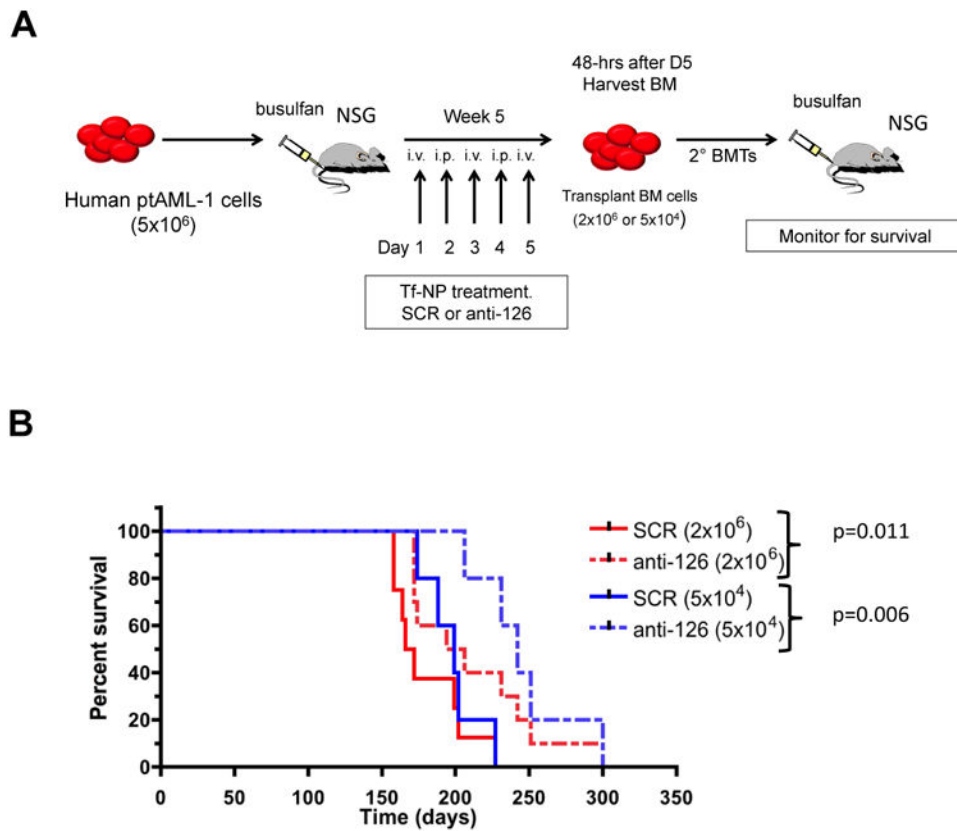 A
48-hrs after D5
Harvest BM
busulfan
NSG
Week 5
busulfan
NSG
i.v. i.p. i.v. i.p. i.v.
2° BMTs
Human ptAML-1 cells
(5x10⁶)
Transplant BM cells
(2x10⁶ or 5x10⁴)
Day 1 2 3 4 5
Monitor for survival
Tf-NP treatment.
SCR or anti-126
B
Percent survival
100
80
60
40
20
0
0 50 100 150 200 250 300 350
Time (days)
SCR (2x10⁶)
anti-126 (2x10⁶)
p=0.011
SCR (5x10⁴)
anti-126 (5x10⁴)
p=0.006